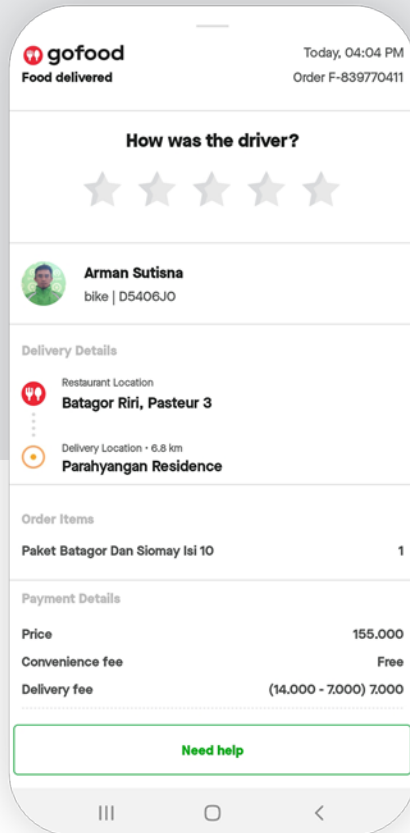 gofood
Today, 04:04 PM
Food delivered
Order F-839770411
How was the driver?
Arman Sutisna
bike | D5406JO
Delivery Details
Restaurant Location
Batagor Riri, Pasteur 3
Delivery Location • 6.8 km
Parahyangan Residence
Order Items
Paket Batagor Dan Siomay Isi 10 1
Payment Details
Price 155.000
Convenience fee Free
Delivery fee (14.000 - 7.000) 7.000
Need help